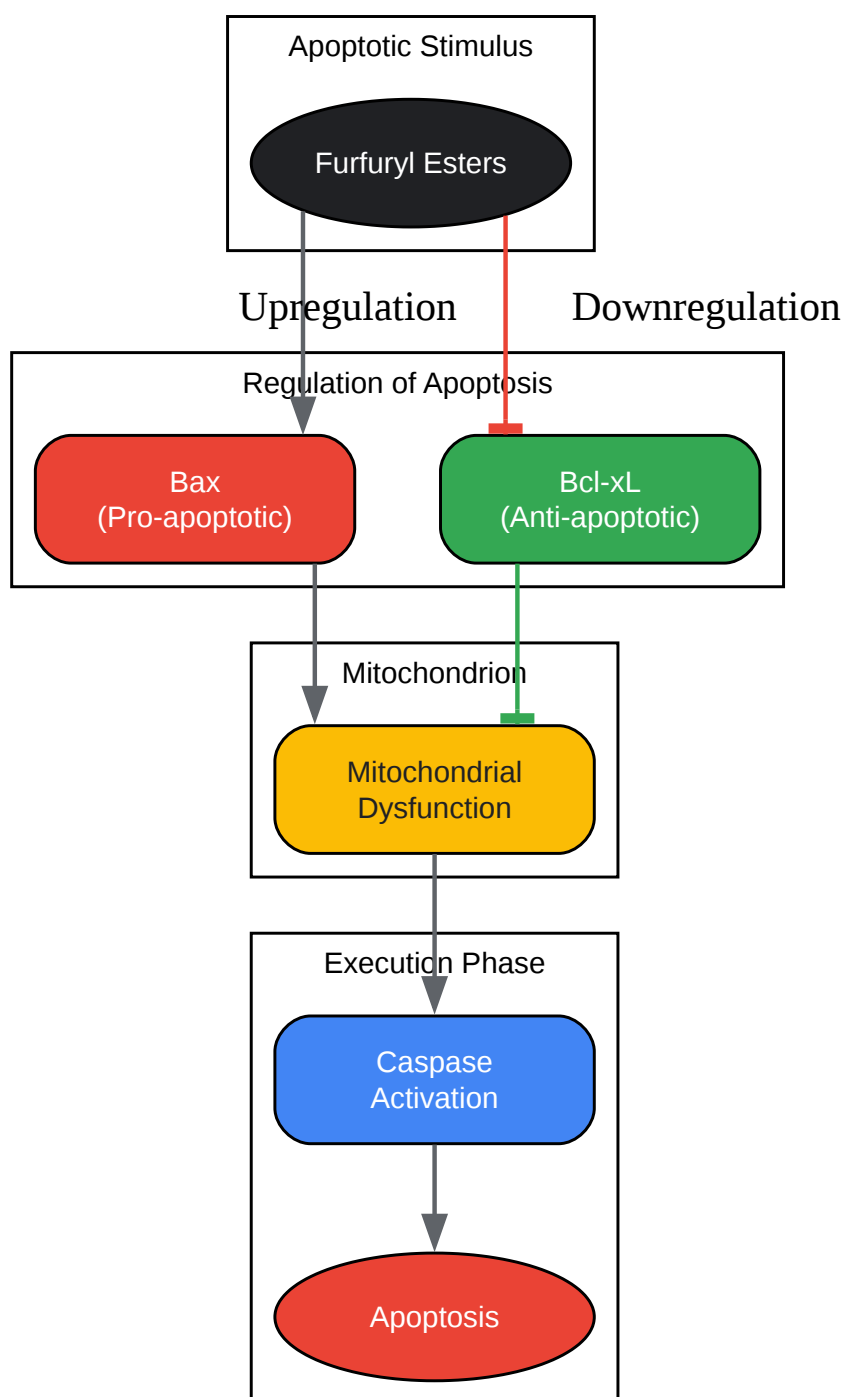 Apoptotic Stimulus
Furfuryl Esters
Upregulation
Downregulation
Regulation of Apoptosis
Bax
(Pro-apoptotic)
Bcl-xL
(Anti-apoptotic)
Mitochondrion
Mitochondrial
Dysfunction
Execution Phase
Caspase
Activation
Apoptosis